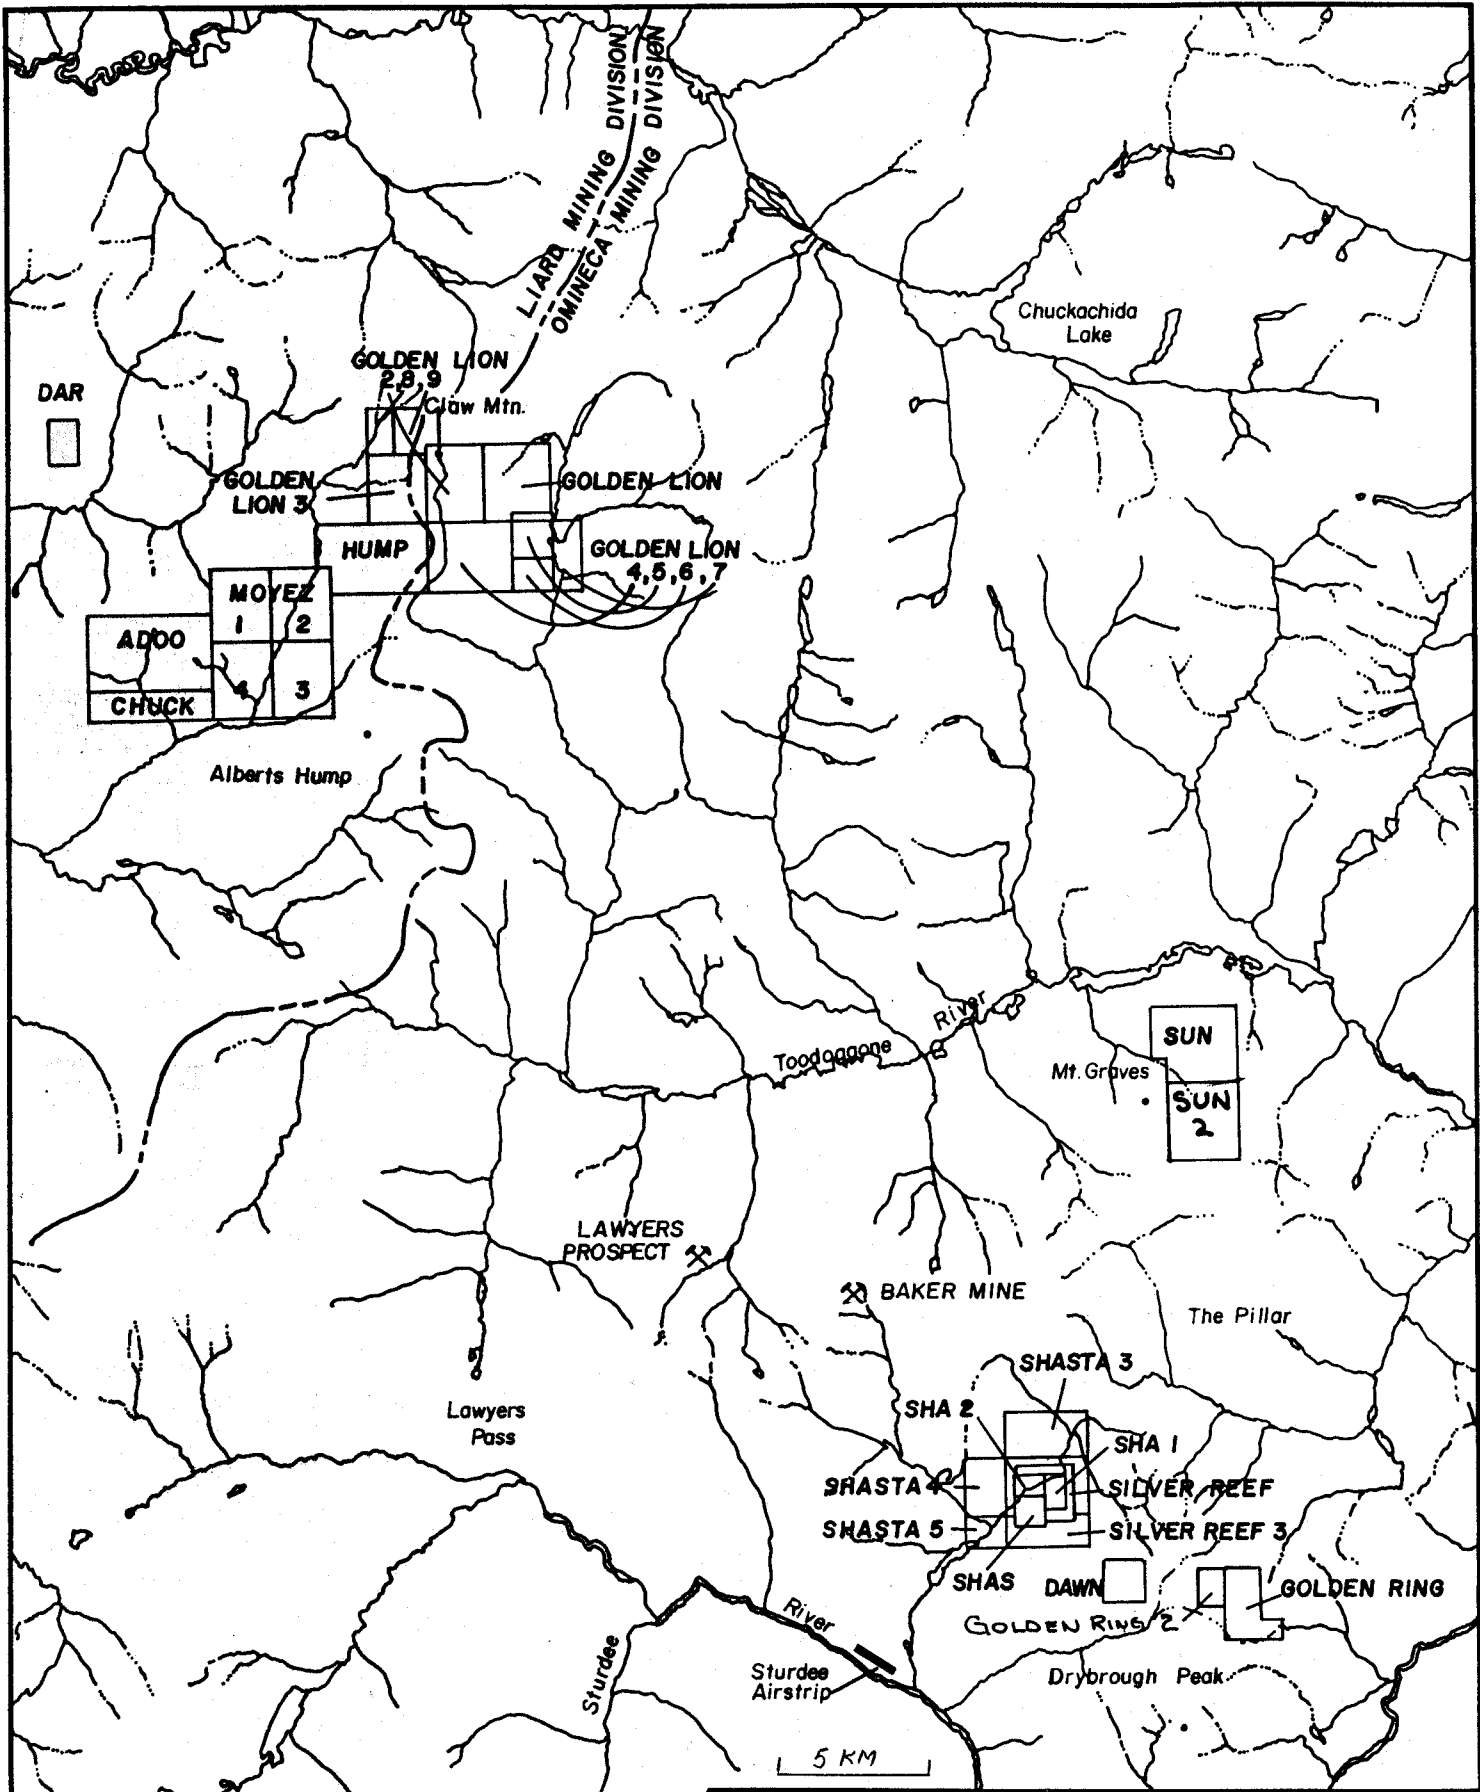 LIARD MINING DIVISION
OMINECA MINING DIVISION
Chuckachida
Lake
GOLDEN LION
2,8,9
Claw Mtn.
DAR
GOLDEN
LION 3
GOLDEN LION
HUMP
GOLDEN LION
4,5,6,7
MOYEZ
1
2
ADOO
4
3
CHUCK
Alberts Hump
Toodoggone River
SUN
Mt. Graves
SUN
2
LAWYERS
PROSPECT
BAKER MINE
The Pillar
SHASTA 3
SHA 2
Lawyers
Pass
SHA 1
SHASTA 4
SILVER REEF
SHASTA 5
SILVER REEF 3
SHAS
DAWN
GOLDEN RING
GOLDEN RING 2
Sturdee River
Sturdee
Airstrip
Drybrough Peak
5 KM